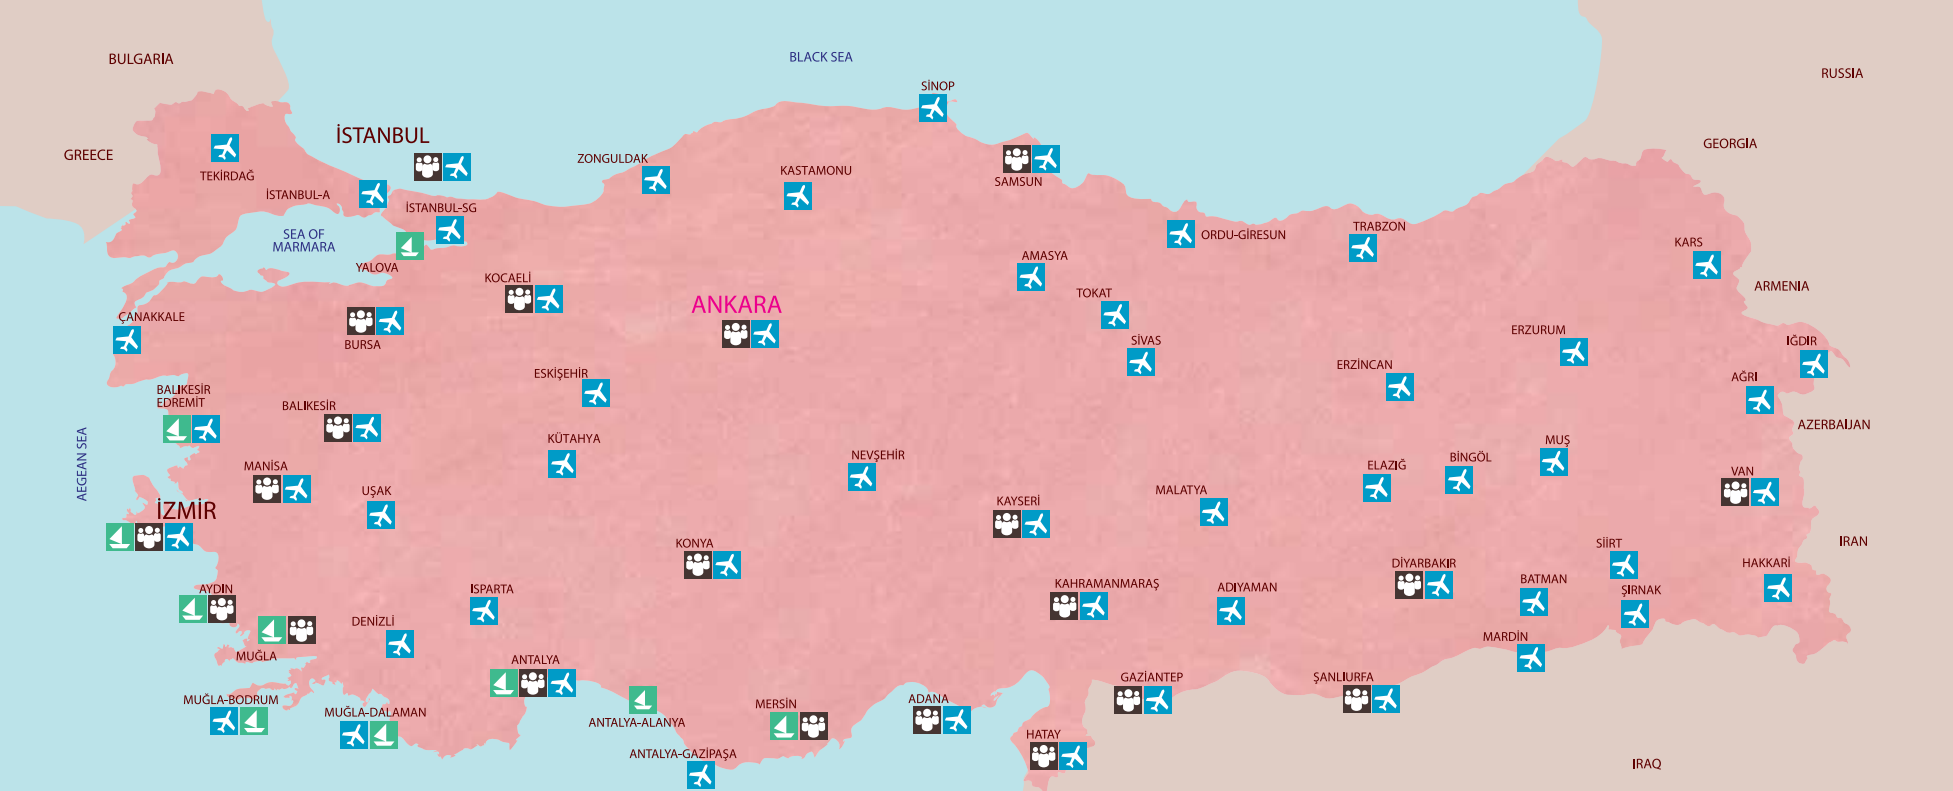 BULGARIA
BLACK SEA
RUSSIA
SİNOP
İSTANBUL
GREECE
GEORGIA
ZONGULDAK
KASTAMONU
TEKİRDAĞ
SAMSUN
İSTANBUL-A
İSTANBUL-SG
SEA OF
MARMARA
ORDU-GİRESUN
TRABZON
KARS
YALOVA
AMASYA
KOCAELİ
ARMENIA
TOKAT
ANKARA
ÇANAKKALE
ERZURUM
BURSA
SİVAS
IĞDIR
ERZİNCAN
ESKİŞEHİR
AĞRI
BALIKESİR
EDREMİT
BALIKESİR
AZERBAIJAN
KÜTAHYA
MUŞ
AEGEAN SEA
NEVŞEHİR
BİNGÖL
MANİSA
ELAZIĞ
VAN
UŞAK
MALATYA
KAYSERİ
İZMİR
KONYA
SİİRT
IRAN
DİYARBAKIR
HAKKARİ
BATMAN
KAHRAMANMARAŞ
ADIYAMAN
ŞIRNAK
AYDIN
ISPARTA
DENİZLİ
MARDİN
MUĞLA
ANTALYA
GAZİANTEP
ŞANLIURFA
MUĞLA-BODRUM
ADANA
MERSİN
MUĞLA-DALAMAN
ANTALYA-ALANYA
HATAY
ANTALYA-GAZİPAŞA
IRAQ